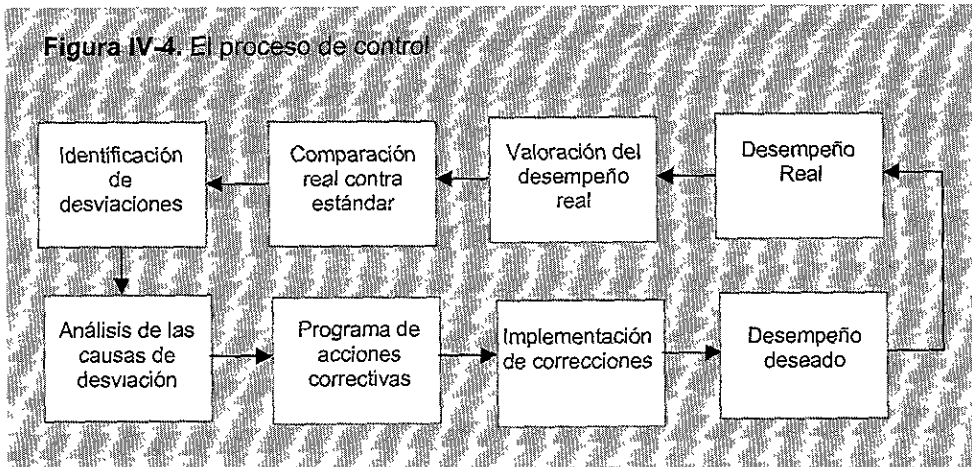 Figura IV-4. El proceso de control
Identificación
de
desviaciones
Comparación
real contra
estándar
Valoración del
desempeño
real
Desempeño
Real
Análisis de las
causas de
desviación
Programa de
acciones
correctivas
Implementación
de correcciones
Desempeño
deseado